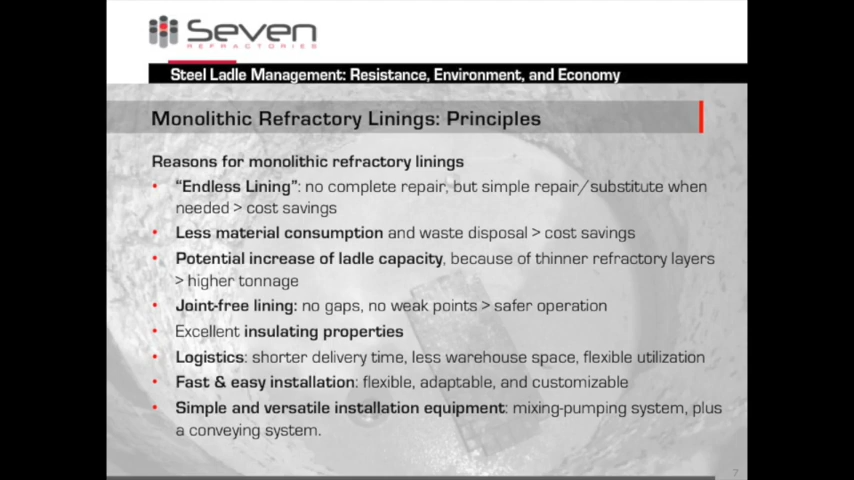 Seven
REFRACTORIES
Steel Ladle Management: Resistance, Environment, and Economy
Monolithic Refractory Linings: Principles
Reasons for monolithic refractory linings
• “Endless Lining”: no complete repair, but simple repair/substitute when
needed > cost savings
• Less material consumption and waste disposal > cost savings
• Potential increase of ladle capacity, because of thinner refractory layers
> higher tonnage
• Joint-free lining: no gaps, no weak points > safer operation
• Excellent insulating properties
• Logistics: shorter delivery time, less warehouse space, flexible utilization
• Fast & easy installation: flexible, adaptable, and customizable
• Simple and versatile installation equipment: mixing-pumping system, plus
a conveying system.
7